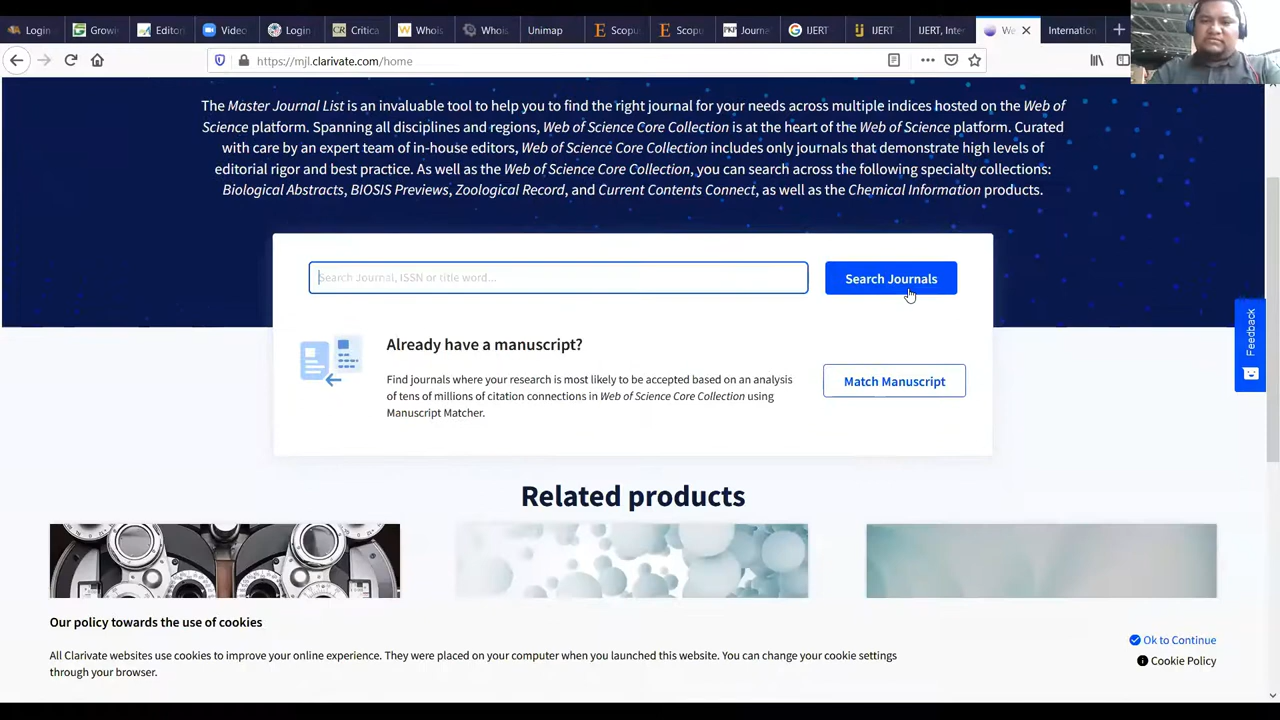 Login
Growi
Editor
Video
Login
Critica
Whois
Whois
Unimap
Scopu
Scopu
Journa
IJERT
IJERT
IJERT, Inte
We
Internation
https://mjl.clarivate.com/home
The Master Journal List is an invaluable tool to help you to find the right journal for your needs across multiple indices hosted on the Web of
Science platform. Spanning all disciplines and regions, Web of Science Core Collection is at the heart of the Web of Science platform. Curated
with care by an expert team of in-house editors, Web of Science Core Collection includes only journals that demonstrate high levels of
editorial rigor and best practice. As well as the Web of Science Core Collection, you can search across the following specialty collections:
Biological Abstracts, BIOSIS Previews, Zoological Record, and Current Contents Connect, as well as the Chemical Information products.
Search Journal, ISSN or title word...
Search Journals
Already have a manuscript?
Find journals where your research is most likely to be accepted based on an analysis
of tens of millions of citation connections in Web of Science Core Collection using
Manuscript Matcher.
Match Manuscript
Feedback
Related products
Our policy towards the use of cookies
All Clarivate websites use cookies to improve your online experience. They were placed on your computer when you launched this website. You can change your cookie settings
through your browser.
Ok to Continue
Cookie Policy